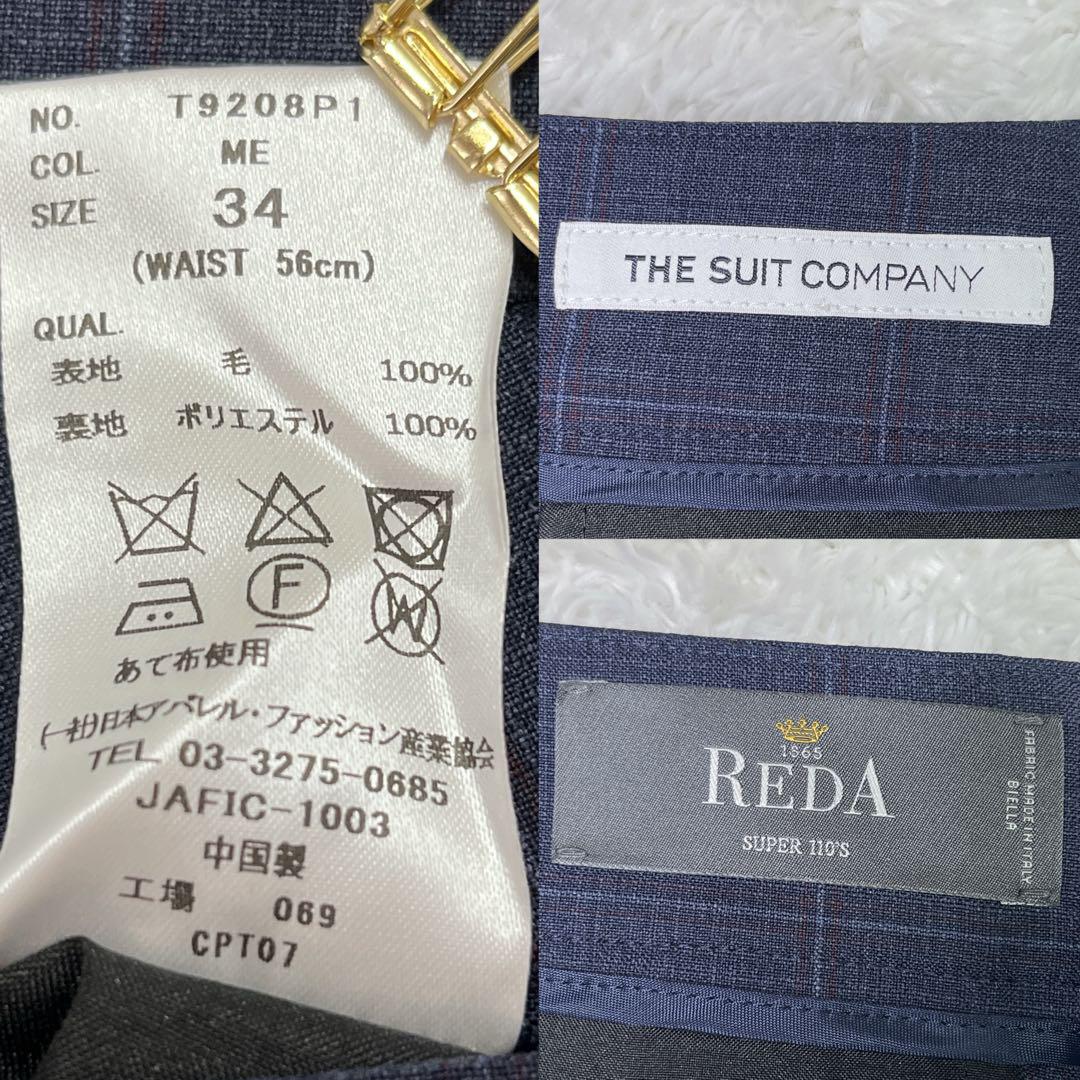 NO. T9208P1
COL. ME
SIZE 34
(WAIST 56cm)
QUAL.
表地 毛 100%
裏地 ポリエステル 100%
F
W
あて布使用
(一社)日本アパレル・ファッション産業協会
TEL 03-3275-0685
JAFIC-1003
中国製
工場 069
CPT07
THE SUIT COMPANY
1865
REDA
SUPER 110'S
FABRIC MADE IN ITALY
BIELLA